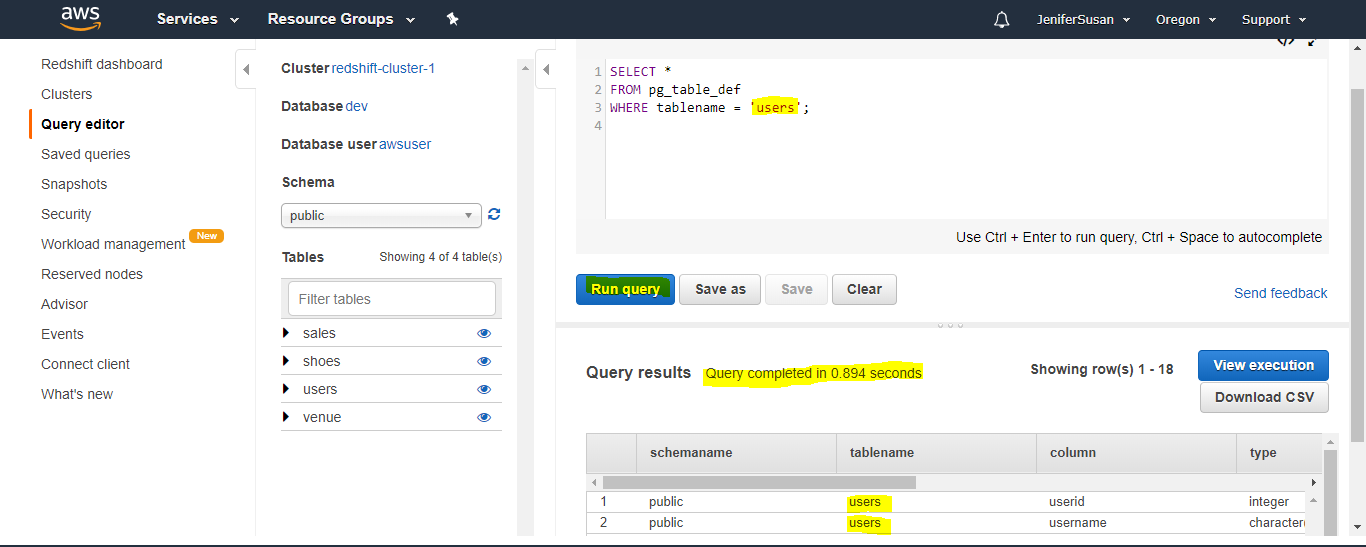 aws Services Resource Groups JeniferSusan Oregon Support
Redshift dashboard
Clusters
Query editor
Saved queries
Snapshots
Security
Workload management New
Reserved nodes
Advisor
Events
Connect client
What's new
Cluster redshift-cluster-1
Database dev
Database user awsuser
Schema
public
Tables Showing 4 of 4 table(s)
Filter tables
sales
shoes
users
venue
1 SELECT *
2 FROM pg_table_def
3 WHERE tablename = 'users';
4
Use Ctrl + Enter to run query, Ctrl + Space to autocomplete
Run query Save as Save Clear
Send feedback
Query results Query completed in 0.894 seconds Showing row(s) 1 - 18 View execution
Download CSV
schemaname tablename column type
1 public users userid integer
2 public users username character(